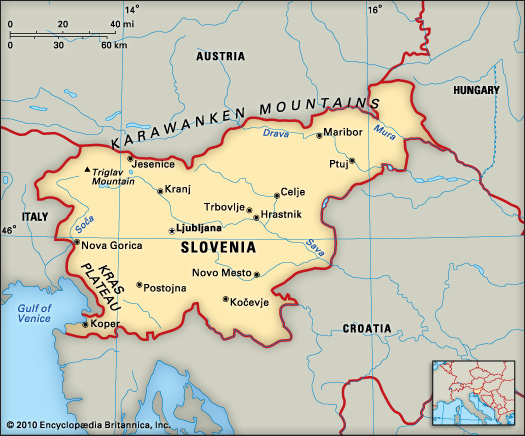 0 20 40 mi
0 30 60 km
14
16
AUSTRIA
HUNGARY
KARAWANKEN MOUNTAINS
Drava
Maribor
Mura
Jesenice
Ptuj
Triglav
Mountain
Kranj
Celje
Trbovlje
Hrastnik
ITALY
Soča
Ljubljana
46
Nova Gorica
SLOVENIA
Sava
KRAS
PLATEAU
Novo Mesto
Postojna
Kočevje
Gulf of
Venice
Koper
CROATIA
© 2010 Encyclopædia Britannica, Inc.